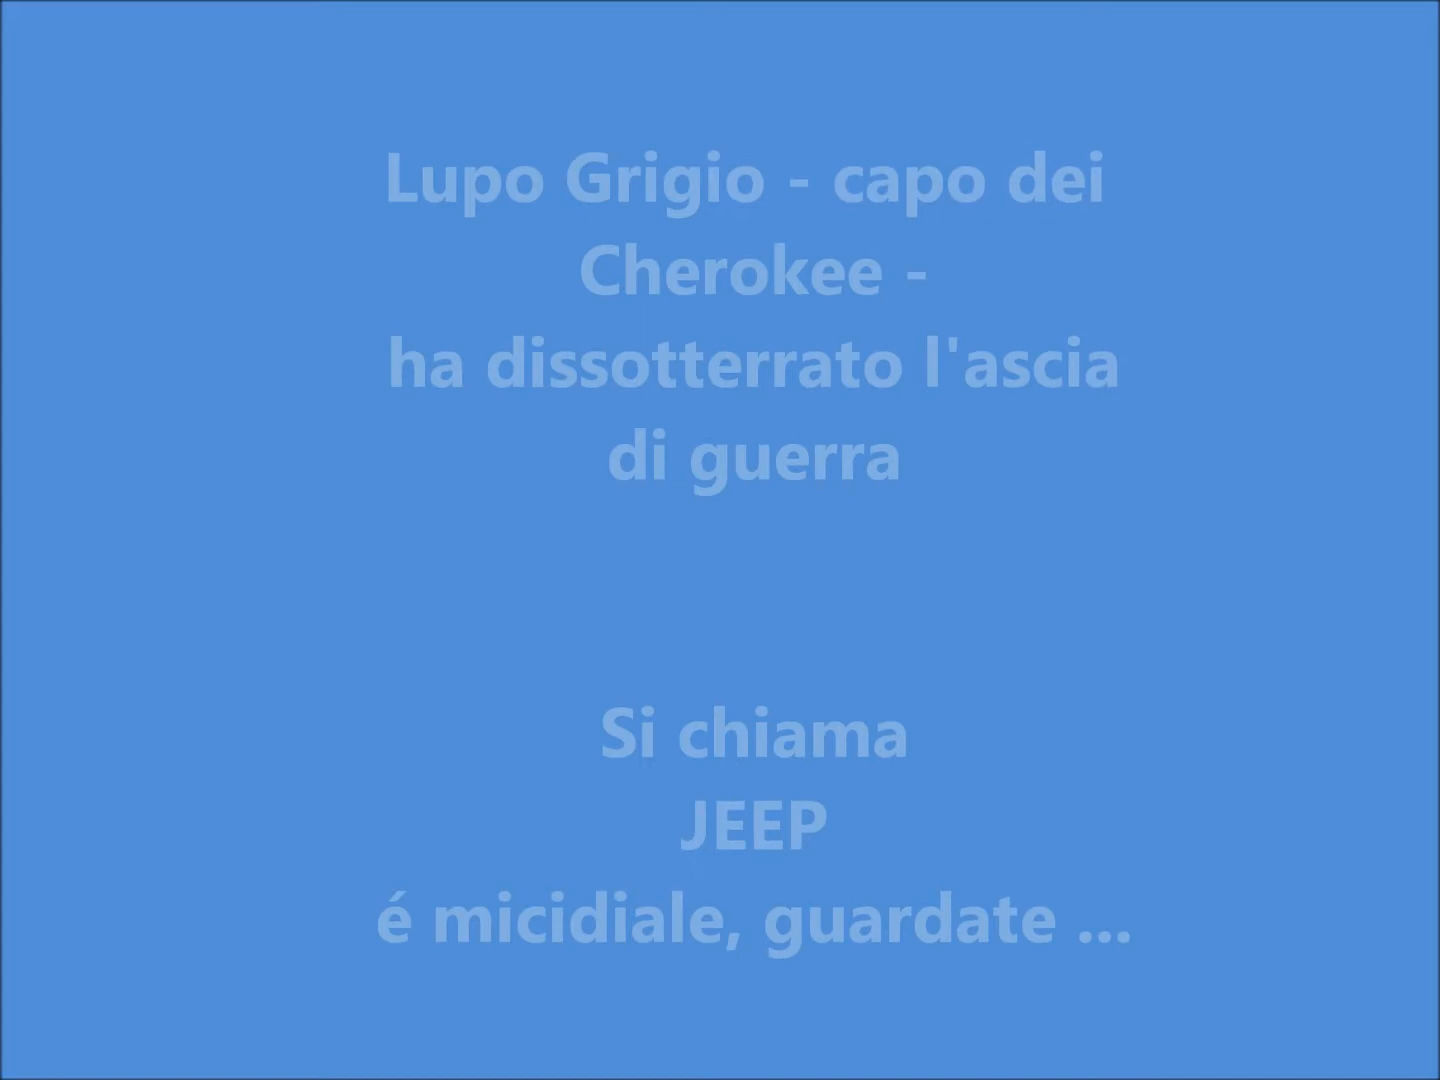 Lupo Grigio - capo dei
Cherokee -
ha dissotterrato l'ascia
di guerra
Si chiama
JEEP
é micidiale, guardate ...